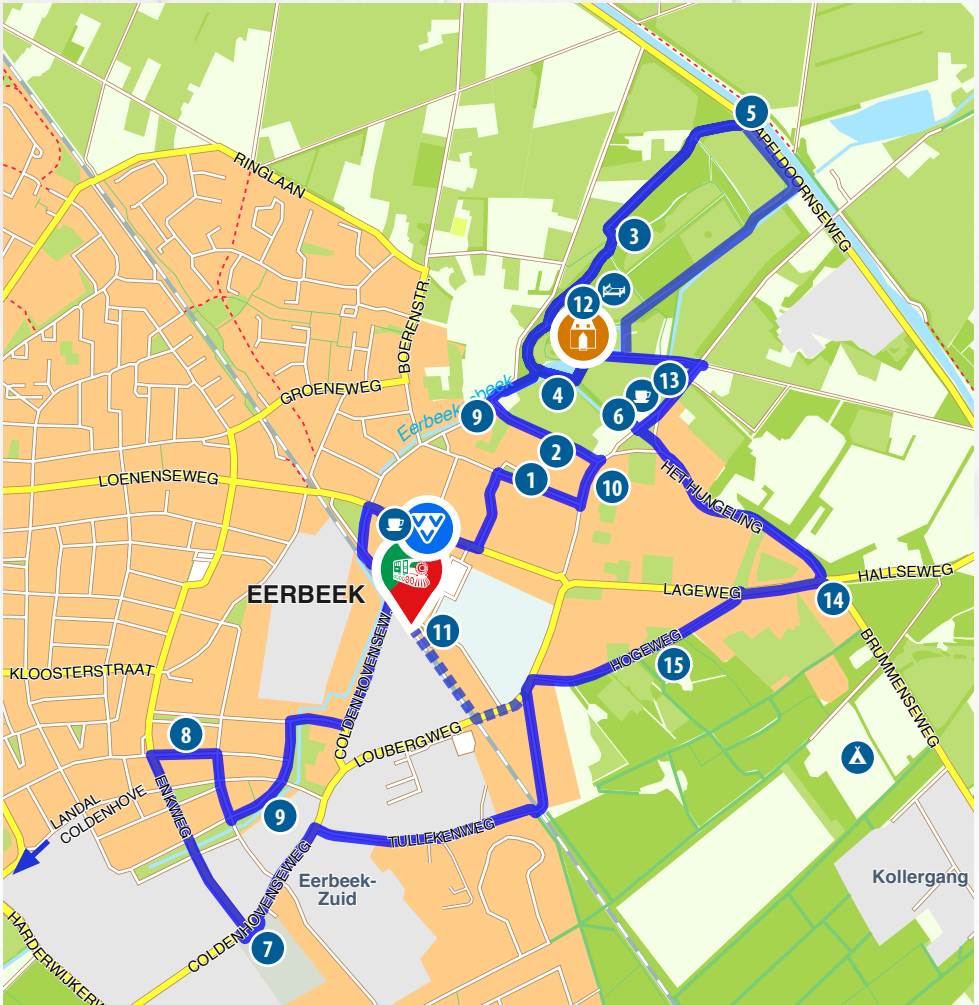 5
APELDOORNSEWEG
RINGLAAN
3
BOERENSTR.
12
13
4
GROENEWEG
Eerbeeksebeek
6
9
2
LOENENSEWEG
1
10
HET HUNGELING
EERBEEK
LAGEWEG
HALLSEWEG
14
11
HOGEWEG
15
BRUMMENSEWEG
KLOOSTERSTRAAT
COLDENHOVENSEW.
8
LOUBERGWEG
ENKWEG
LANDAL
COLDENHOVE
9
TULLEKENWEG
Eerbeek-
Zuid
Kollergang
COLDENHOVENSEWEG
7
HARDERWIJKERW